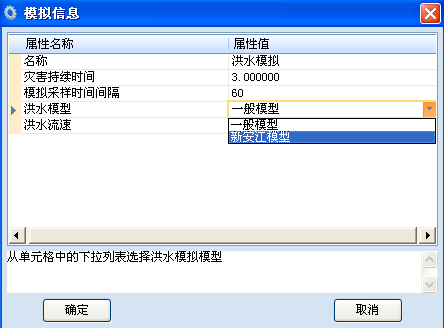 模拟信息
属性名称 属性值
名称 洪水模拟
灾害持续时间 3.000000
模拟采样时间间隔 60
洪水模型 一般模型
洪水流速 一般模型
新安江模型
从单元格中的下拉列表选择洪水模拟模型
确定 取消